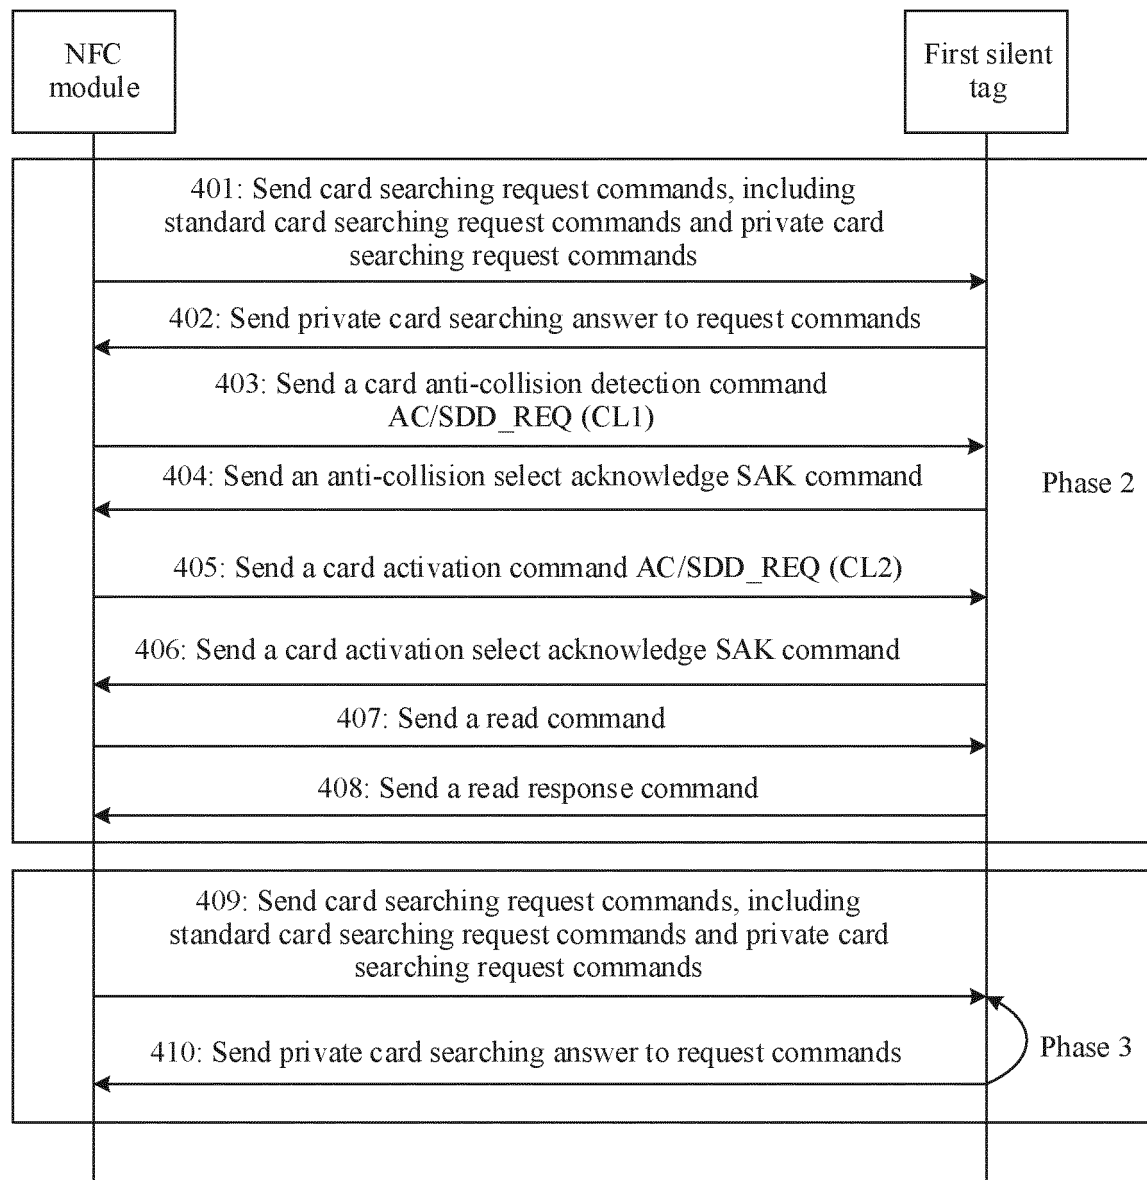 NFC
module
First silent
tag
401: Send card searching request commands, including
standard card searching request commands and private card
searching request commands
402: Send private card searching answer to request commands
403: Send a card anti-collision detection command
AC/SDD_REQ (CL1)
404: Send an anti-collision select acknowledge SAK command
Phase 2
405: Send a card activation command AC/SDD_REQ (CL2)
406: Send a card activation select acknowledge SAK command
407: Send a read command
408: Send a read response command
409: Send card searching request commands, including
standard card searching request commands and private card
searching request commands
410: Send private card searching answer to request commands
Phase 3